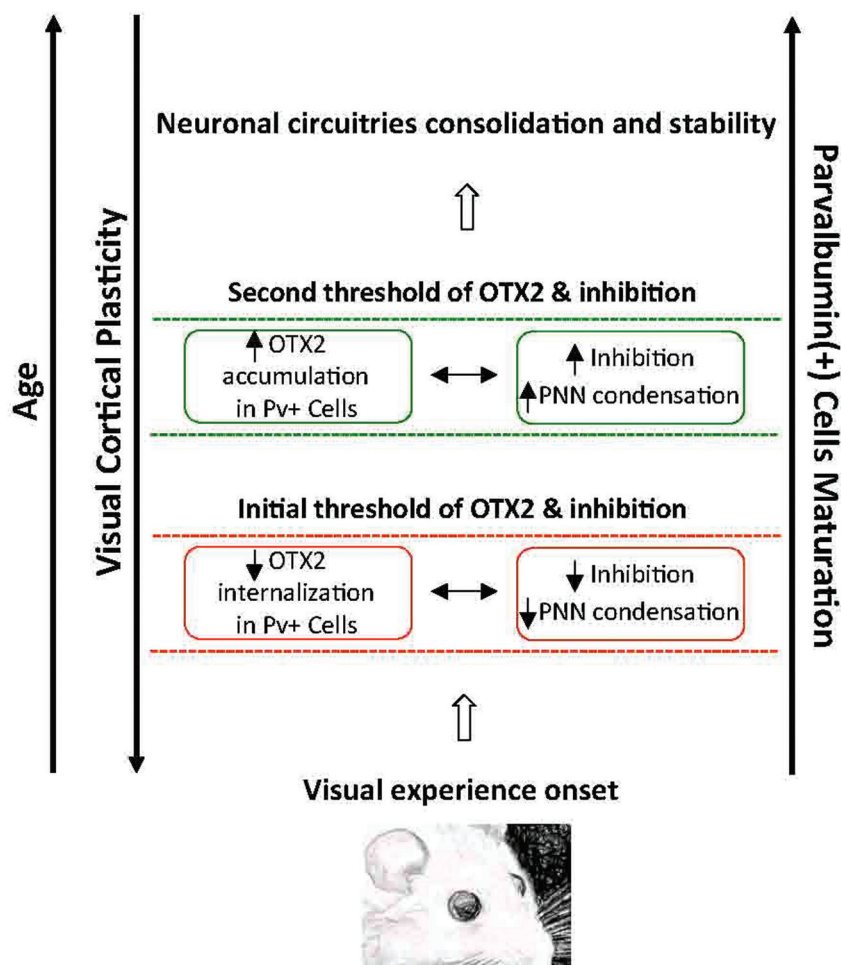 Neuronal circuitries consolidation and stability
Second threshold of OTX2 & inhibition
OTX2
accumulation
in Pv+ Cells
Inhibition
PNN condensation
Initial threshold of OTX2 & inhibition
OTX2
internalization
in Pv+ Cells
Inhibition
PNN condensation
Visual experience onset
Age
Visual Cortical Plasticity
Parvalbumin(+) Cells Maturation